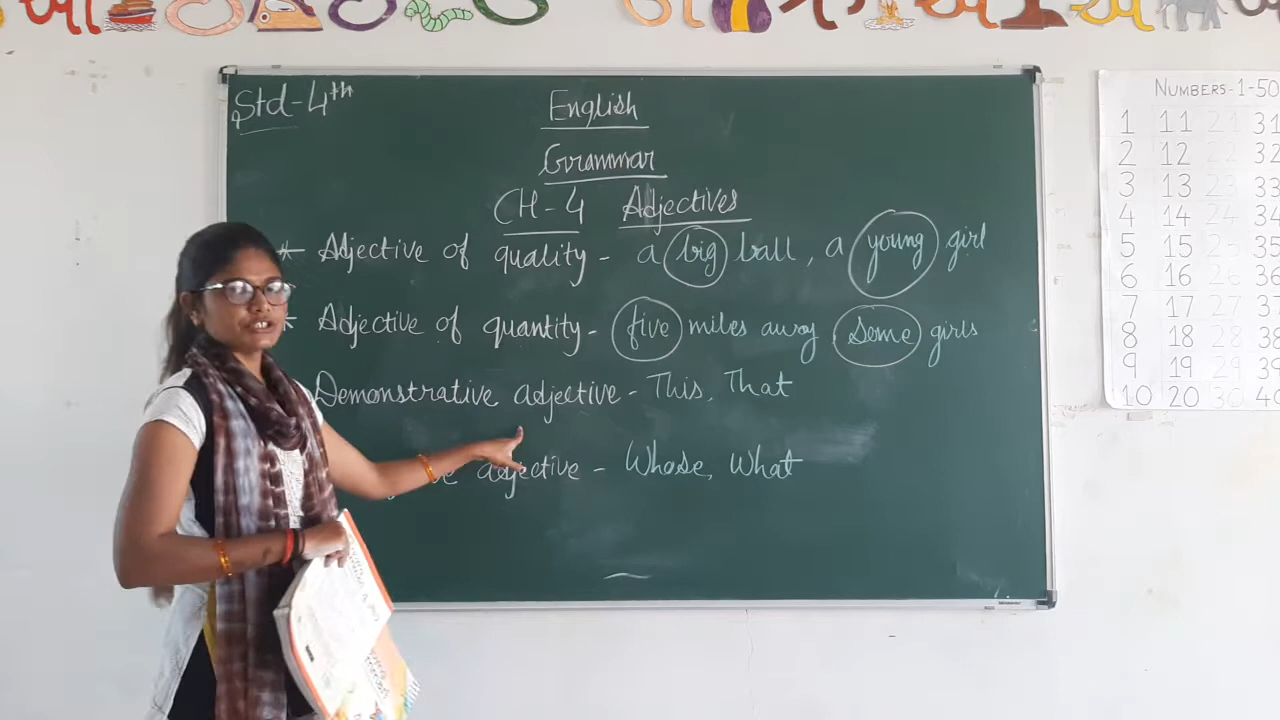 Std-4th
English
Grammar
CH-4 Adjectives
* Adjective of quality - a big ball, a young girl
* Adjective of quantity - five miles away, some girls
Demonstrative adjective - This, That
adjective - Whose, What
NUMBERS-1-50
1 11 21 31
2 12 22 32
3 13 23 33
4 14 24 34
5 15 25 35
6 16 26 36
7 17 27 37
8 18 28 38
9 19 29 39
10 20 30 40